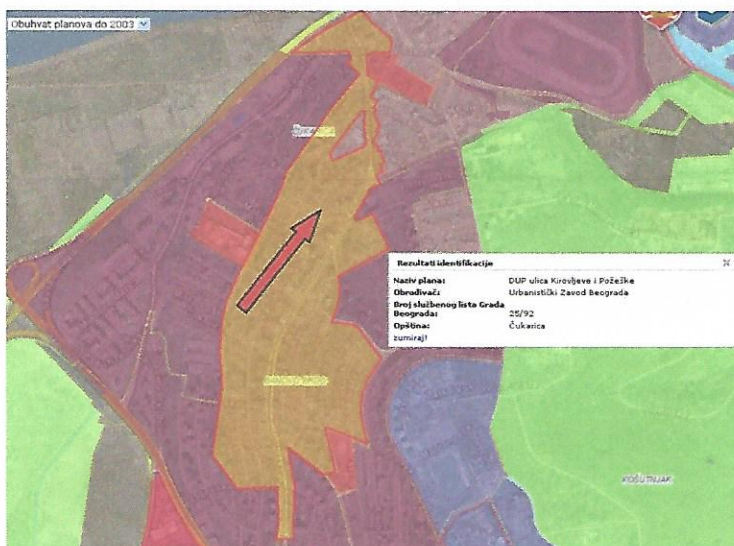 Obuhvat planova do 2003
Rezultati identifikacije
Naziv plana: DUP ulica Kirovljeve i Požeške
Obrađivač: Urbanistički Zavod Beograda
Broj službenog lista Grada
Beograda: 25/92
Opština: Čukarica
zumiraj!
KOŠUTNJAK